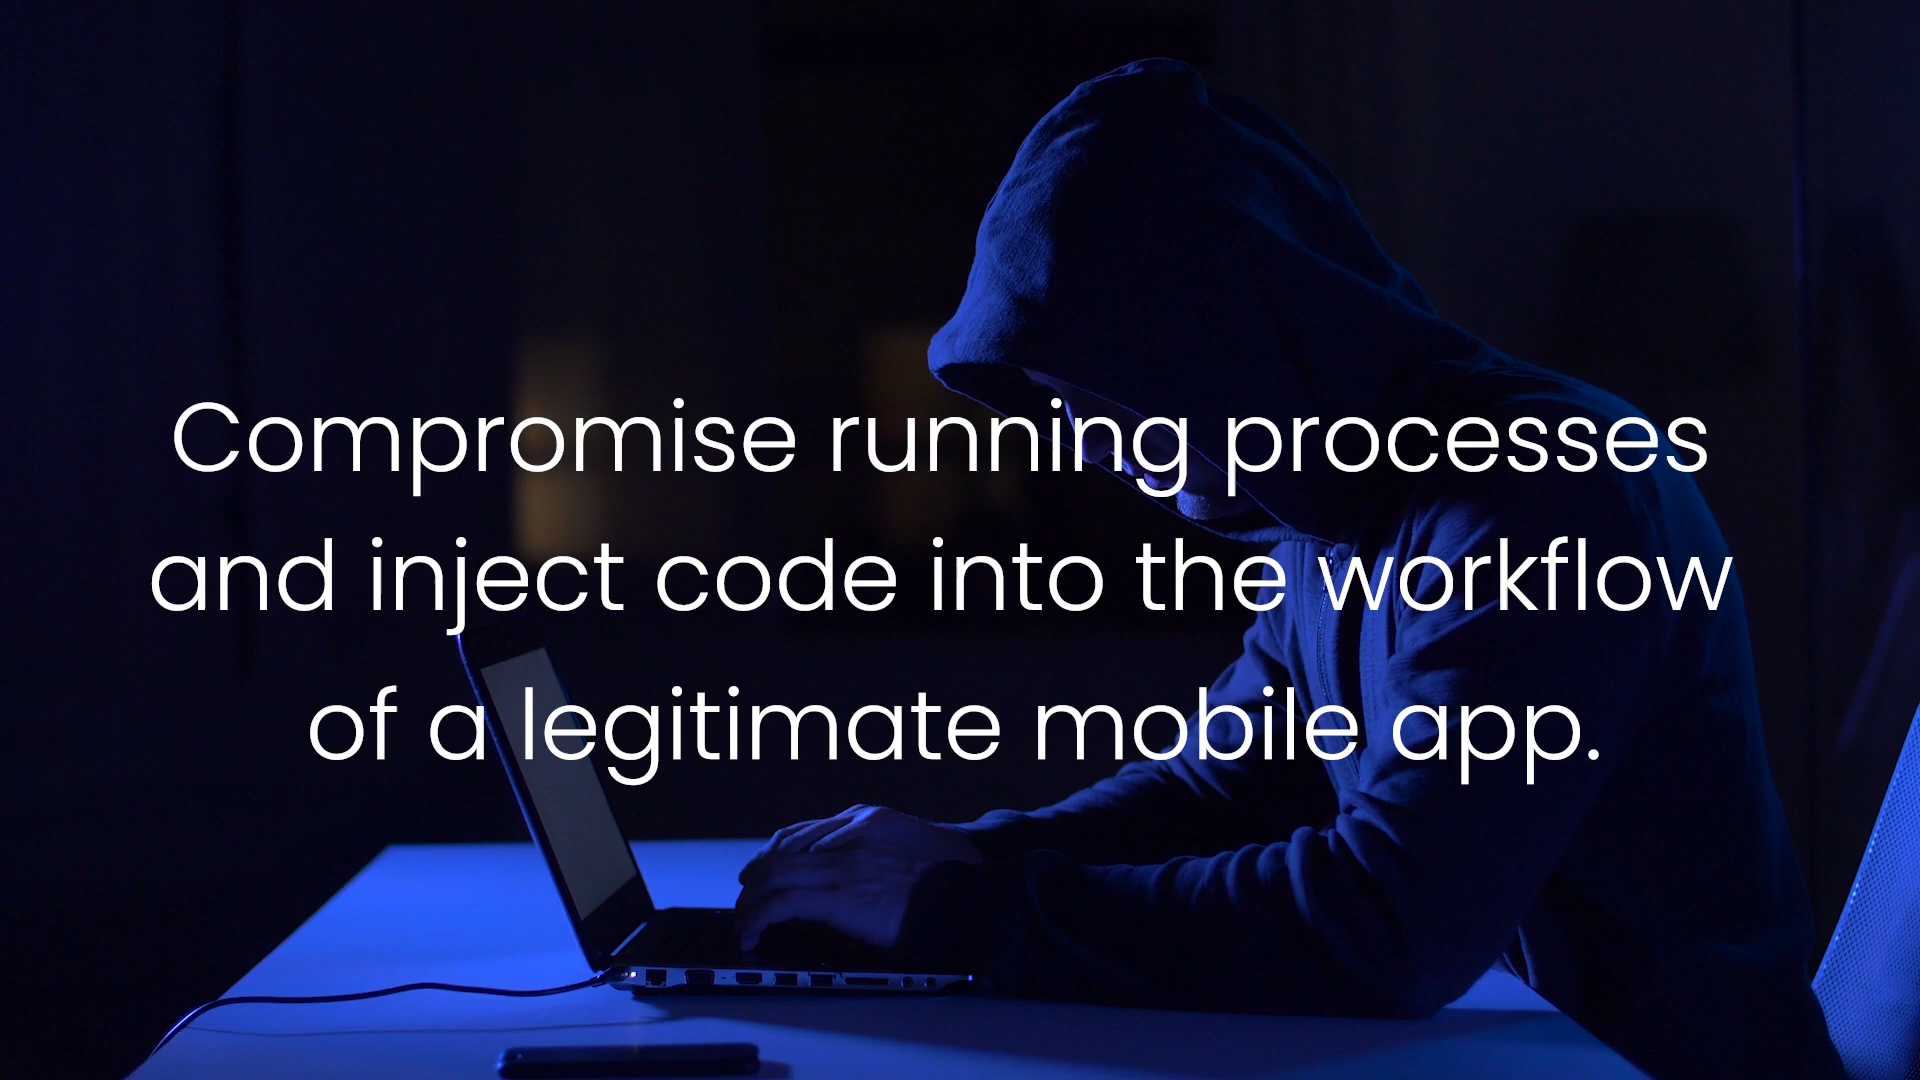 Compromise running processes
and inject code into the workflow
of a legitimate mobile app.